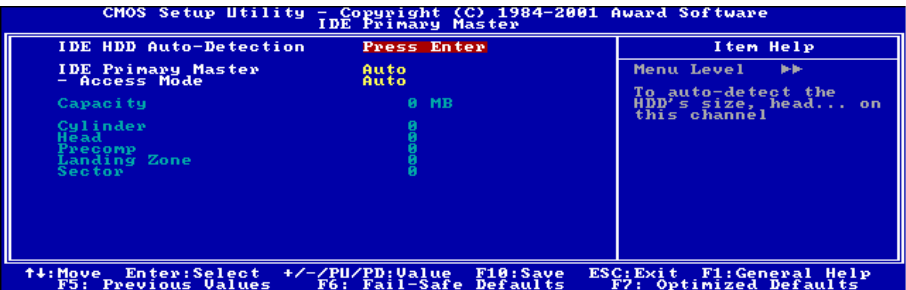 CMOS Setup Utility - Copyright (C) 1984-2001 Award Software
IDE Primary Master
IDE HDD Auto-Detection Press Enter
IDE Primary Master Auto
- Access Mode Auto
Capacity 0 MB
Cylinder 0
Head 0
Precomp 0
Landing Zone 0
Sector 0
Item Help
Menu Level ►►
To auto-detect the
HDD's size, head... on
this channel
↑↓:Move Enter:Select +/-/PU/PD:Value F10:Save ESC:Exit F1:General Help
F5: Previous Values F6: Fail-Safe Defaults F7: Optimized Defaults